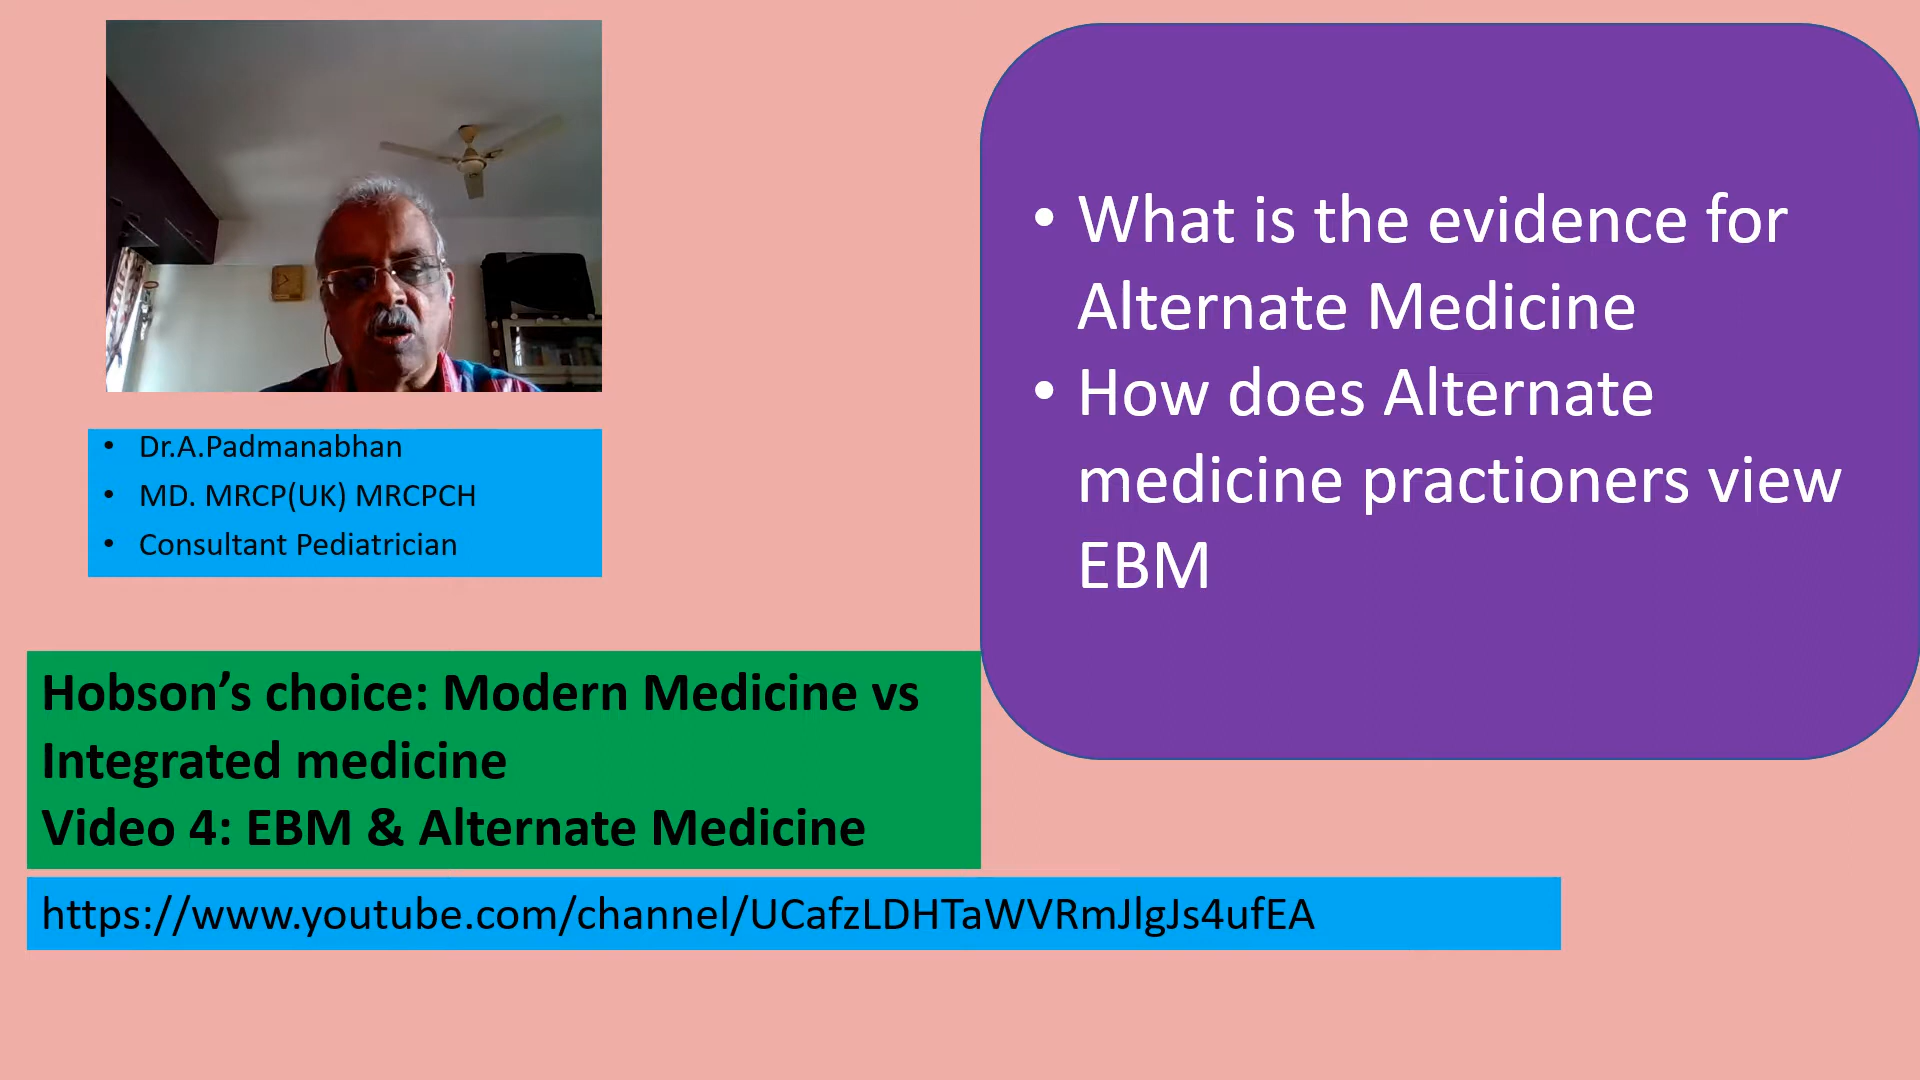 • Dr.A.Padmanabhan
• MD. MRCP(UK) MRCPCH
• Consultant Pediatrician
• What is the evidence for
Alternate Medicine
• How does Alternate
medicine practioners view
EBM
Hobson’s choice: Modern Medicine vs
Integrated medicine
Video 4: EBM & Alternate Medicine
https://www.youtube.com/channel/UCafzLDHTaWVRmJlgJs4ufEA